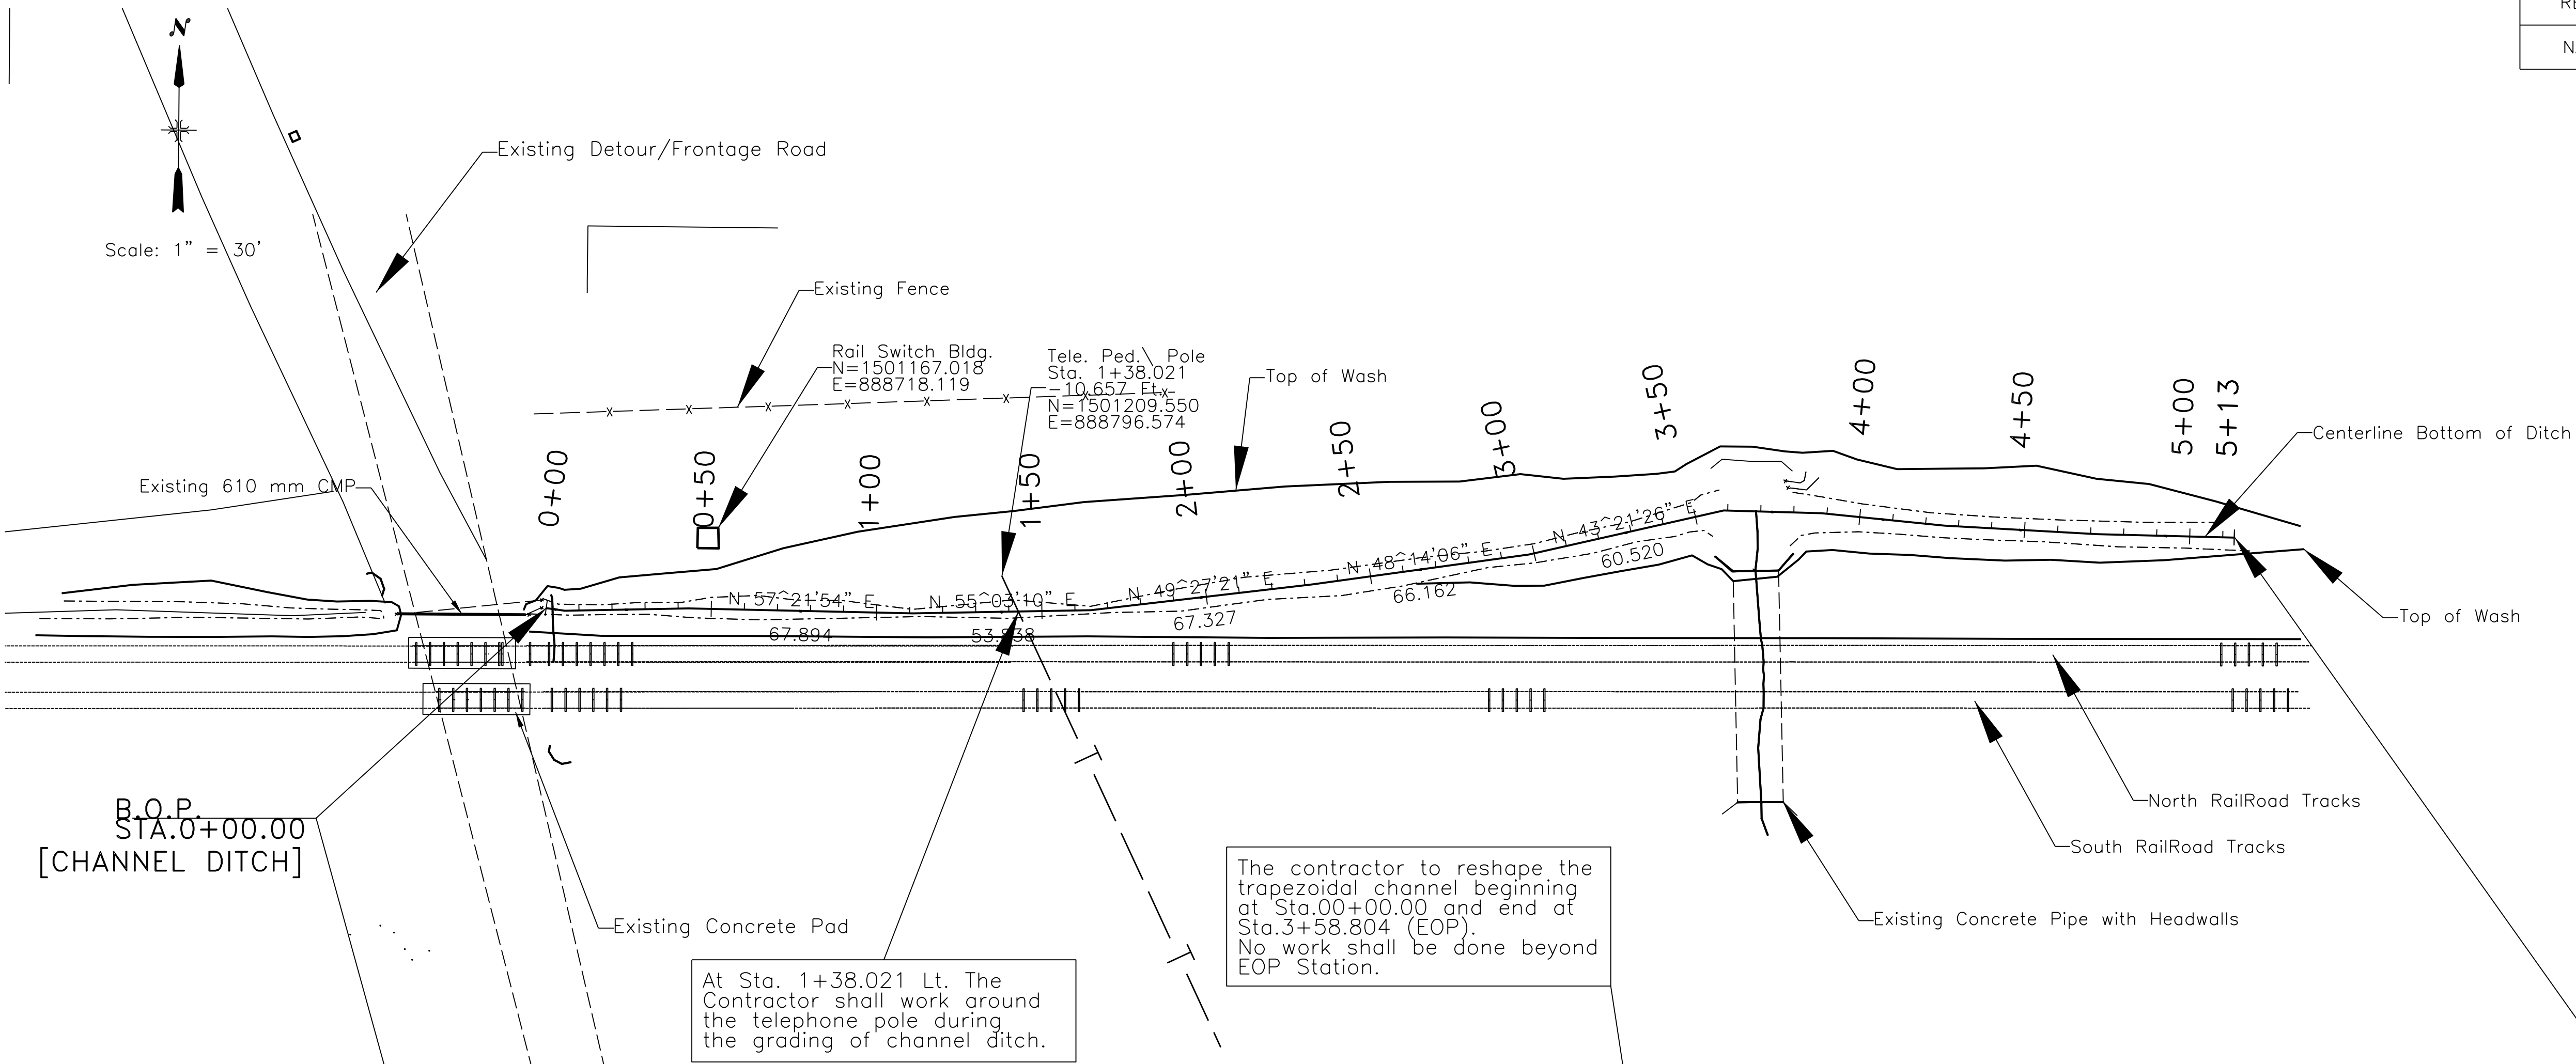 RE
N
N
Existing Detour/Frontage Road
Scale: 1" = 30'
Existing Fence
Rail Switch Bldg.
N=1501167.018
E=888718.119
Tele. Ped.\ Pole
Sta. 1+38.021
-10.657 Ft.
N=1501209.550
E=888796.574
Top of Wash
Centerline Bottom of Ditch
Existing 610 mm CMP
0+00
0+50
1+00
1+50
2+00
2+50
3+00
3+50
4+00
4+50
5+00
5+13
N 57^21'54" E
N 55^03'10" E
N 49^27'21" E
N 48^14'06" E
N 43^21'26" E
67.894
53.838
67.327
66.162
60.520
Top of Wash
B.O.P.
STA.0+00.00
[CHANNEL DITCH]
North RailRoad Tracks
South RailRoad Tracks
Existing Concrete Pipe with Headwalls
Existing Concrete Pad
The contractor to reshape the
trapezoidal channel beginning
at Sta.00+00.00 and end at
Sta.3+58.804 (EOP).
No work shall be done beyond
EOP Station.
At Sta. 1+38.021 Lt. The
Contractor shall work around
the telephone pole during
the grading of channel ditch.